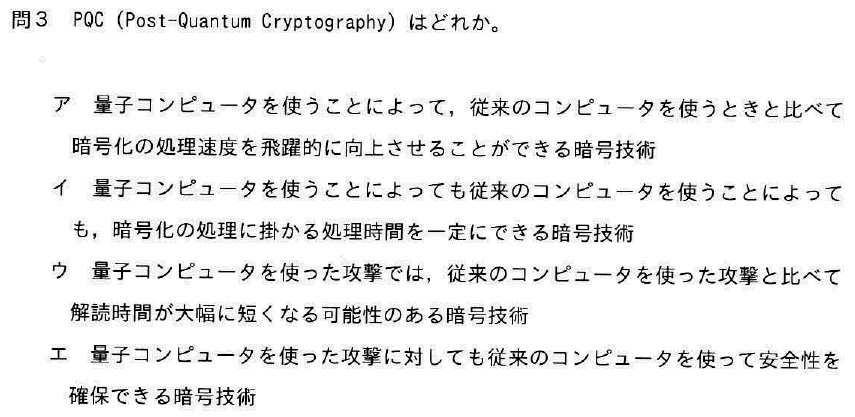 問3 PQC (Post-Quantum Cryptography) はどれか。
ア 量子コンピュータを使うことによって，従来のコンピュータを使うときと比べて
暗号化の処理速度を飛躍的に向上させることができる暗号技術
イ 量子コンピュータを使うことによっても従来のコンピュータを使うことによって
も，暗号化の処理に掛かる処理時間を一定にできる暗号技術
ウ 量子コンピュータを使った攻撃では，従来のコンピュータを使った攻撃と比べて
解読時間が大幅に短くなる可能性のある暗号技術
エ 量子コンピュータを使った攻撃に対しても従来のコンピュータを使って安全性を
確保できる暗号技術